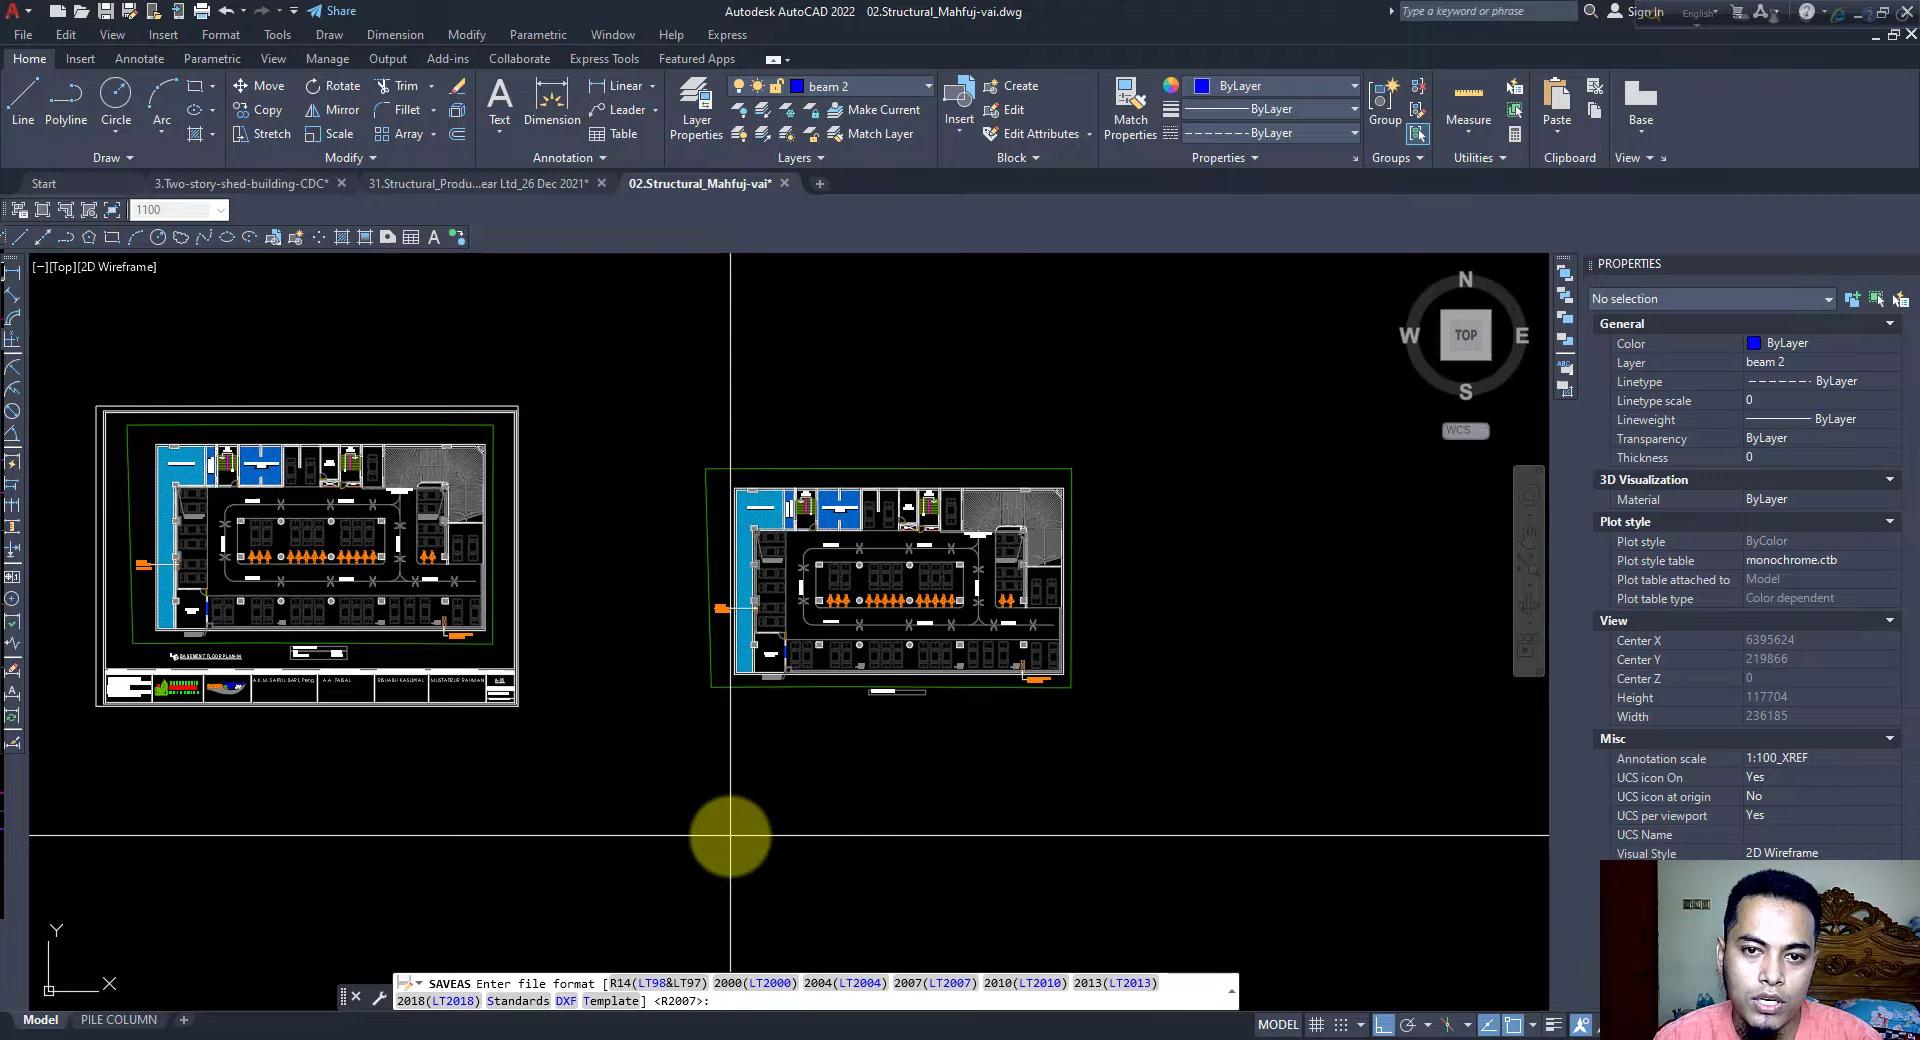 Share
Autodesk AutoCAD 2022 02.Structural_Mahfuj-vai.dwg
Type a keyword or phrase
Sign In
English
File Edit View Insert Format Tools Draw Dimension Modify Parametric Window Help Express
Home Insert Annotate Parametric View Manage Output Add-ins Collaborate Express Tools Featured Apps
Line Polyline Circle Arc
Move Rotate Trim
Copy Mirror Fillet
Stretch Scale Array
Text Dimension
Linear
Leader
Table
Layer Properties
beam 2
Make Current
Match Layer
Insert
Create
Edit
Edit Attributes
Match Properties
ByLayer
ByLayer
ByLayer
Group Measure Paste Base
Draw Modify Annotation Layers Block Properties Groups Utilities Clipboard View
Start 3.Two-story-shed-building-CDC* 31.Structural_Produ...ear Ltd_26 Dec 2021* 02.Structural_Mahfuj-vai*
1100
[−][Top][2D Wireframe]
N
W TOP E
S
WCS
BASEMENT FLOOR PLAN
PROPERTIES
No selection
General
Color ByLayer
Layer beam 2
Linetype ByLayer
Linetype scale 0
Lineweight ByLayer
Transparency ByLayer
Thickness 0
3D Visualization
Material ByLayer
Plot style
Plot style ByColor
Plot style table monochrome.ctb
Plot table attached to Model
Plot table type Color dependent
View
Center X 6395624
Center Y 219866
Center Z 0
Height 117704
Width 236185
Misc
Annotation scale 1:100_XREF
UCS icon On Yes
UCS icon at origin No
UCS per viewport Yes
UCS Name
Visual Style 2D Wireframe
Y
X
SAVEAS Enter file format [R14(LT98&LT97) 2000(LT2000) 2004(LT2004) 2007(LT2007) 2010(LT2010) 2013(LT2013)
2018(LT2018) Standards DXF Template] <R2007>:
Model PILE COLUMN
MODEL